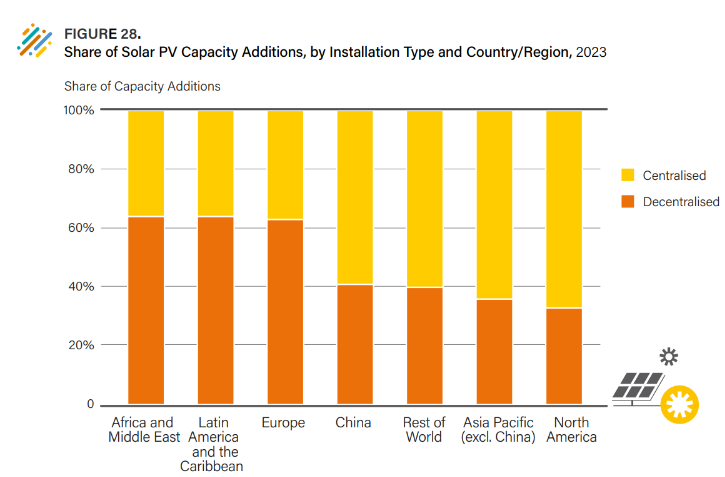 FIGURE 28.
Share of Solar PV Capacity Additions, by Installation Type and Country/Region, 2023
Share of Capacity Additions
100%
80%
60%
40%
20%
0
Centralised
Decentralised
Africa and
Middle East
Latin
America
and the
Caribbean
Europe
China
Rest of
World
Asia Pacific
(excl. China)
North
America